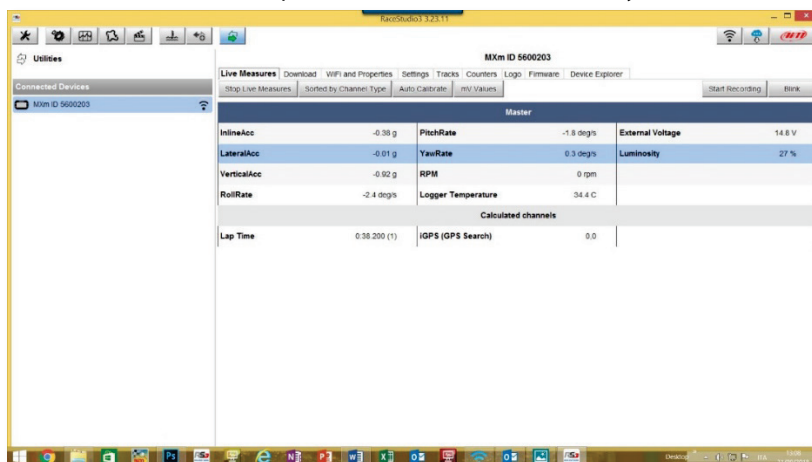 RaceStudio3 3.23.11
Utilities
Connected Devices
MXm ID 5600203
MXm ID 5600203
Live Measures Download WiFi and Properties Settings Tracks Counters Logo Firmware Device Explorer
Stop Live Measures Sorted by Channel Type Auto Calibrate mV Values Start Recording Blink
Master
InlineAcc -0.38 g PitchRate -1.8 deg/s External Voltage 14.8 V
LateralAcc -0.01 g YawRate 0.3 deg/s Luminosity 27 %
VerticalAcc -0.92 g RPM 0 rpm
RollRate -2.4 deg/s Logger Temperature 34.4 C
Calculated channels
Lap Time 0:38.200 (1) iGPS (GPS Search) 0.0
Desktop ITA 13:06